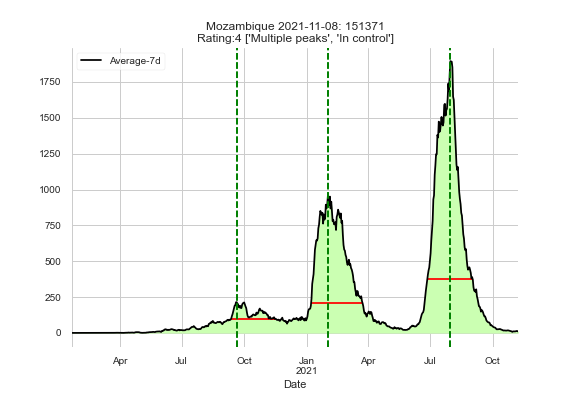 Mozambique 2021-11-08: 151371
Rating:4 ['Multiple peaks', 'In control']
Average-7d
1750
1500
1250
1000
750
500
250
0
Apr Jul Oct Jan Apr Jul Oct
2021
Date